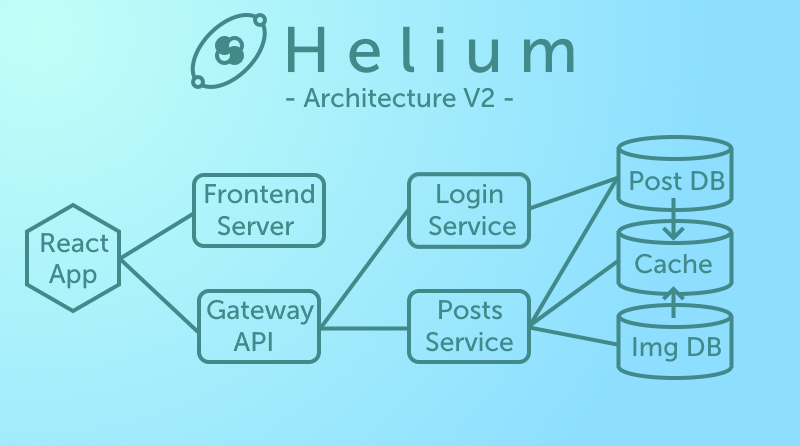 Helium
- Architecture V2 -
React
App
Frontend
Server
Gateway
API
Login
Service
Posts
Service
Post DB
Cache
Img DB